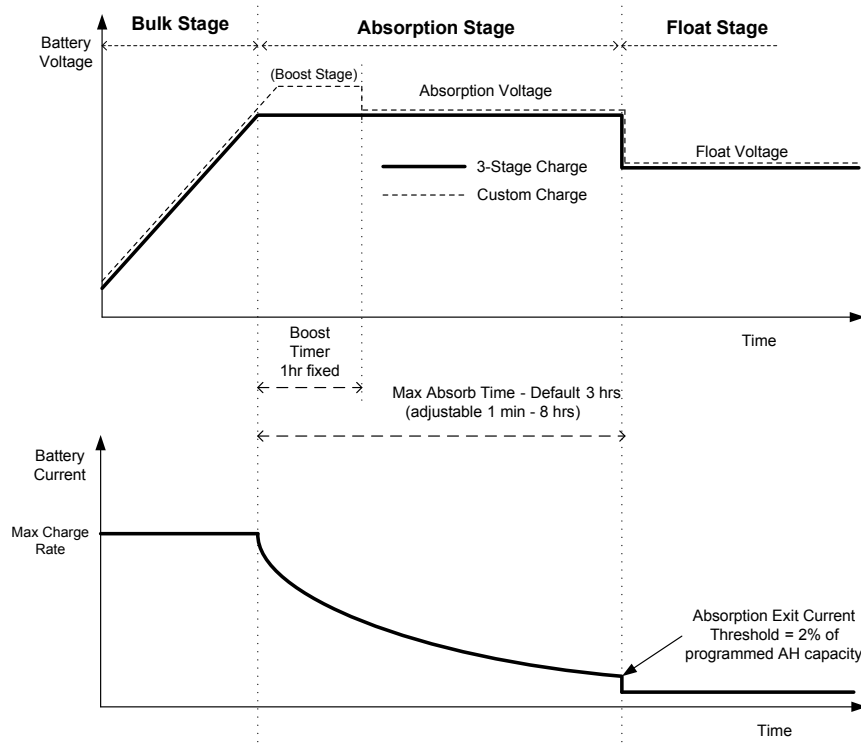 Bulk Stage
Absorption Stage
Float Stage
Battery
Voltage
(Boost Stage)
Absorption Voltage
Float Voltage
3-Stage Charge
Custom Charge
Time
Boost
Timer
1hr fixed
Max Absorb Time - Default 3 hrs
(adjustable 1 min - 8 hrs)
Battery
Current
Max Charge
Rate
Absorption Exit Current
Threshold = 2% of
programmed AH capacity
Time